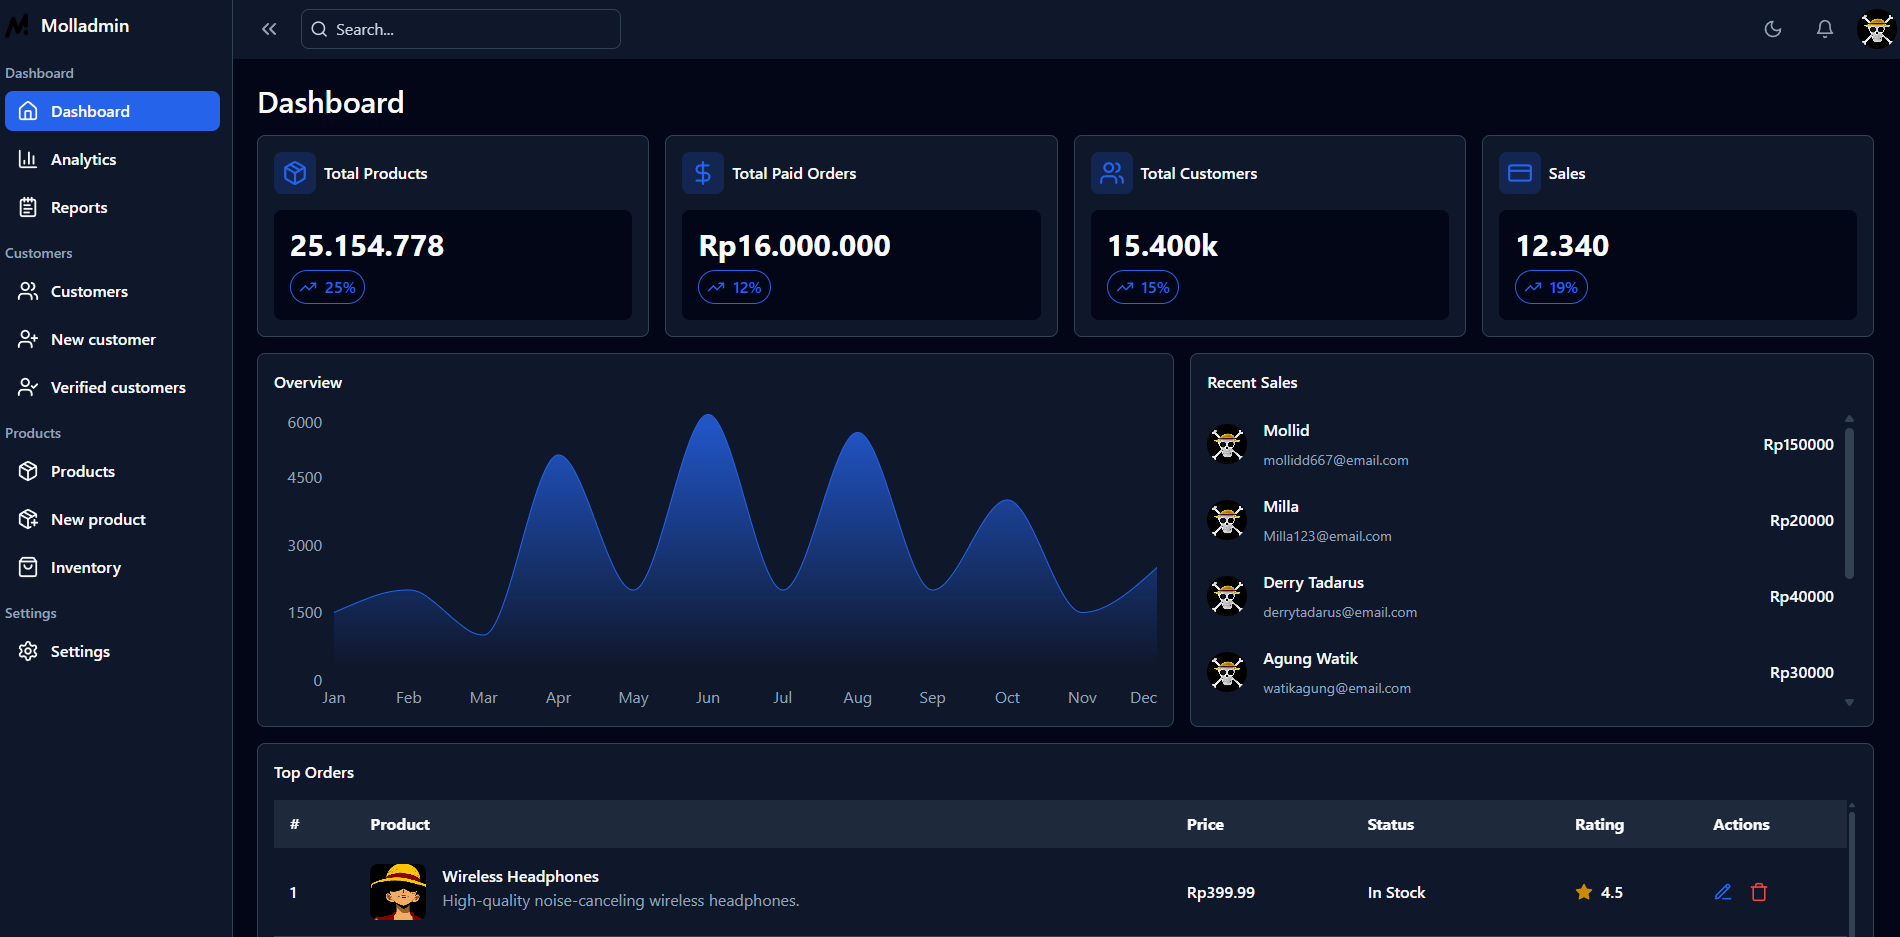 Molladmin
Search...
Dashboard
Dashboard
Analytics
Reports
Customers
Customers
New customer
Verified customers
Products
Products
New product
Inventory
Settings
Settings
Dashboard
Total Products
25.154.778
25%
Total Paid Orders
Rp16.000.000
12%
Total Customers
15.400k
15%
Sales
12.340
19%
Overview
6000
4500
3000
1500
0
Jan Feb Mar Apr May Jun Jul Aug Sep Oct Nov Dec
Recent Sales
Mollid
mollidd667@email.com
Rp150000
Milla
Milla123@email.com
Rp20000
Derry Tadarus
derrytadarus@email.com
Rp40000
Agung Watik
watikagung@email.com
Rp30000
Top Orders
# Product Price Status Rating Actions
1
Wireless Headphones
High-quality noise-canceling wireless headphones.
Rp399.99
In Stock
4.5